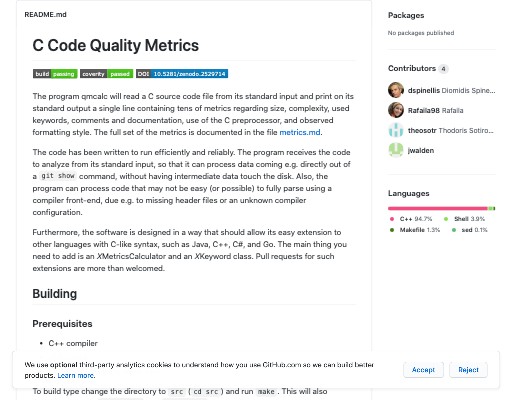 README.md
C Code Quality Metrics
build passing coverity passed DOI 10.5281/zenodo.2529714
The program qmcalc will read a C source code file from its standard input and print on its
standard output a single line containing tens of metrics regarding size, complexity, used
keywords, comments and documentation, use of the C preprocessor, and observed
formatting style. The full set of the metrics is documented in the file metrics.md.
The code has been written to run efficiently and reliably. The program receives the code
to analyze from its standard input, so that it can process data coming e.g. directly out of
a git show command, without having intermediate data touch the disk. Also, the
program can process code that may not be easy (or possible) to fully parse using a
compiler front-end, due e.g. to missing header files or an unknown compiler
configuration.
Furthermore, the software is designed in a way that should allow its easy extension to
other languages with C-like syntax, such as Java, C++, C#, and Go. The main thing you
need to add is an XMetricsCalculator and an XKeyword class. Pull requests for such
extensions are more than welcomed.
Building
Prerequisites
• C++ compiler
To build type change the directory to src ( cd src ) and run make . This will also
Packages
No packages published
Contributors 4
dspinellis Diomidis Spine...
Rafaila98 Rafaila
theosotr Thodoris Sotiro...
jwalden
Languages
C++ 94.7% Shell 3.9%
Makefile 1.3% sed 0.1%
We use optional third-party analytics cookies to understand how you use GitHub.com so we can build better
products. Learn more.
Accept Reject